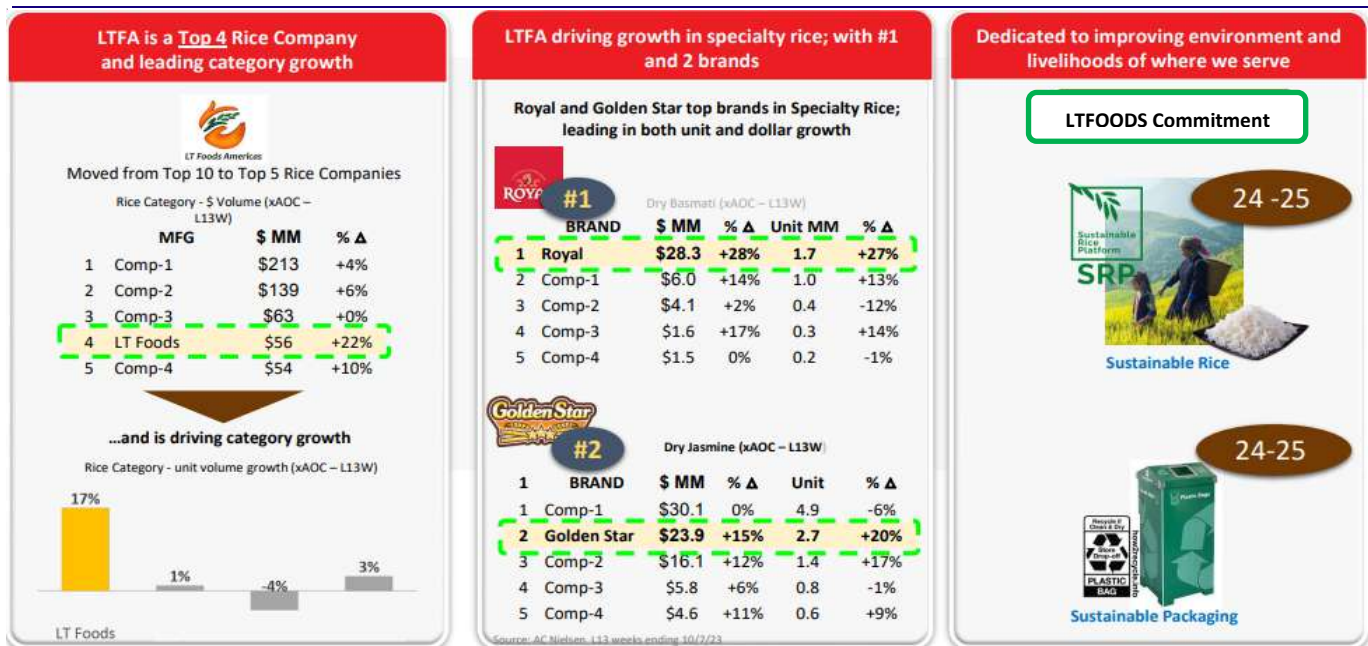 LTFA is a Top 4 Rice Company
and leading category growth
LT Foods Americas
Moved from Top 10 to Top 5 Rice Companies
Rice Category - $ Volume (xAOC –
L13W)
MFG $ MM % Δ
1 Comp-1 $213 +4%
2 Comp-2 $139 +6%
3 Comp-3 $63 +0%
4 LT Foods $56 +22%
5 Comp-4 $54 +10%
...and is driving category growth
Rice Category - unit volume growth (xAOC – L13W)
17%
1%
-4%
3%
LT Foods
LTFA driving growth in specialty rice; with #1
and 2 brands
Royal and Golden Star top brands in Specialty Rice;
leading in both unit and dollar growth
ROYAL
#1
Dry Basmati (xAOC – L13W)
BRAND $ MM % Δ Unit MM % Δ
1 Royal $28.3 +28% 1.7 +27%
2 Comp-1 $6.0 +14% 1.0 +13%
3 Comp-2 $4.1 +2% 0.4 -12%
4 Comp-3 $1.6 +17% 0.3 +14%
5 Comp-4 $1.5 0% 0.2 -1%
Golden Star
#2
Dry Jasmine (xAOC – L13W)
1 BRAND $ MM % Δ Unit % Δ
1 Comp-1 $30.1 0% 4.9 -6%
2 Golden Star $23.9 +15% 2.7 +20%
3 Comp-2 $16.1 +12% 1.4 +17%
4 Comp-3 $5.8 +6% 0.8 -1%
5 Comp-4 $4.6 +11% 0.6 +9%
Source: AC Nielsen, L13 weeks ending 10/7/23
Dedicated to improving environment and
livelihoods of where we serve
LTFOODS Commitment
24 -25
Sustainable
Rice
Platform
SRP
Sustainable Rice
24-25
Recycle if
Clean & Dry
Store
Drop-off
PLASTIC
BAG
how2recycle.info
Sustainable Packaging